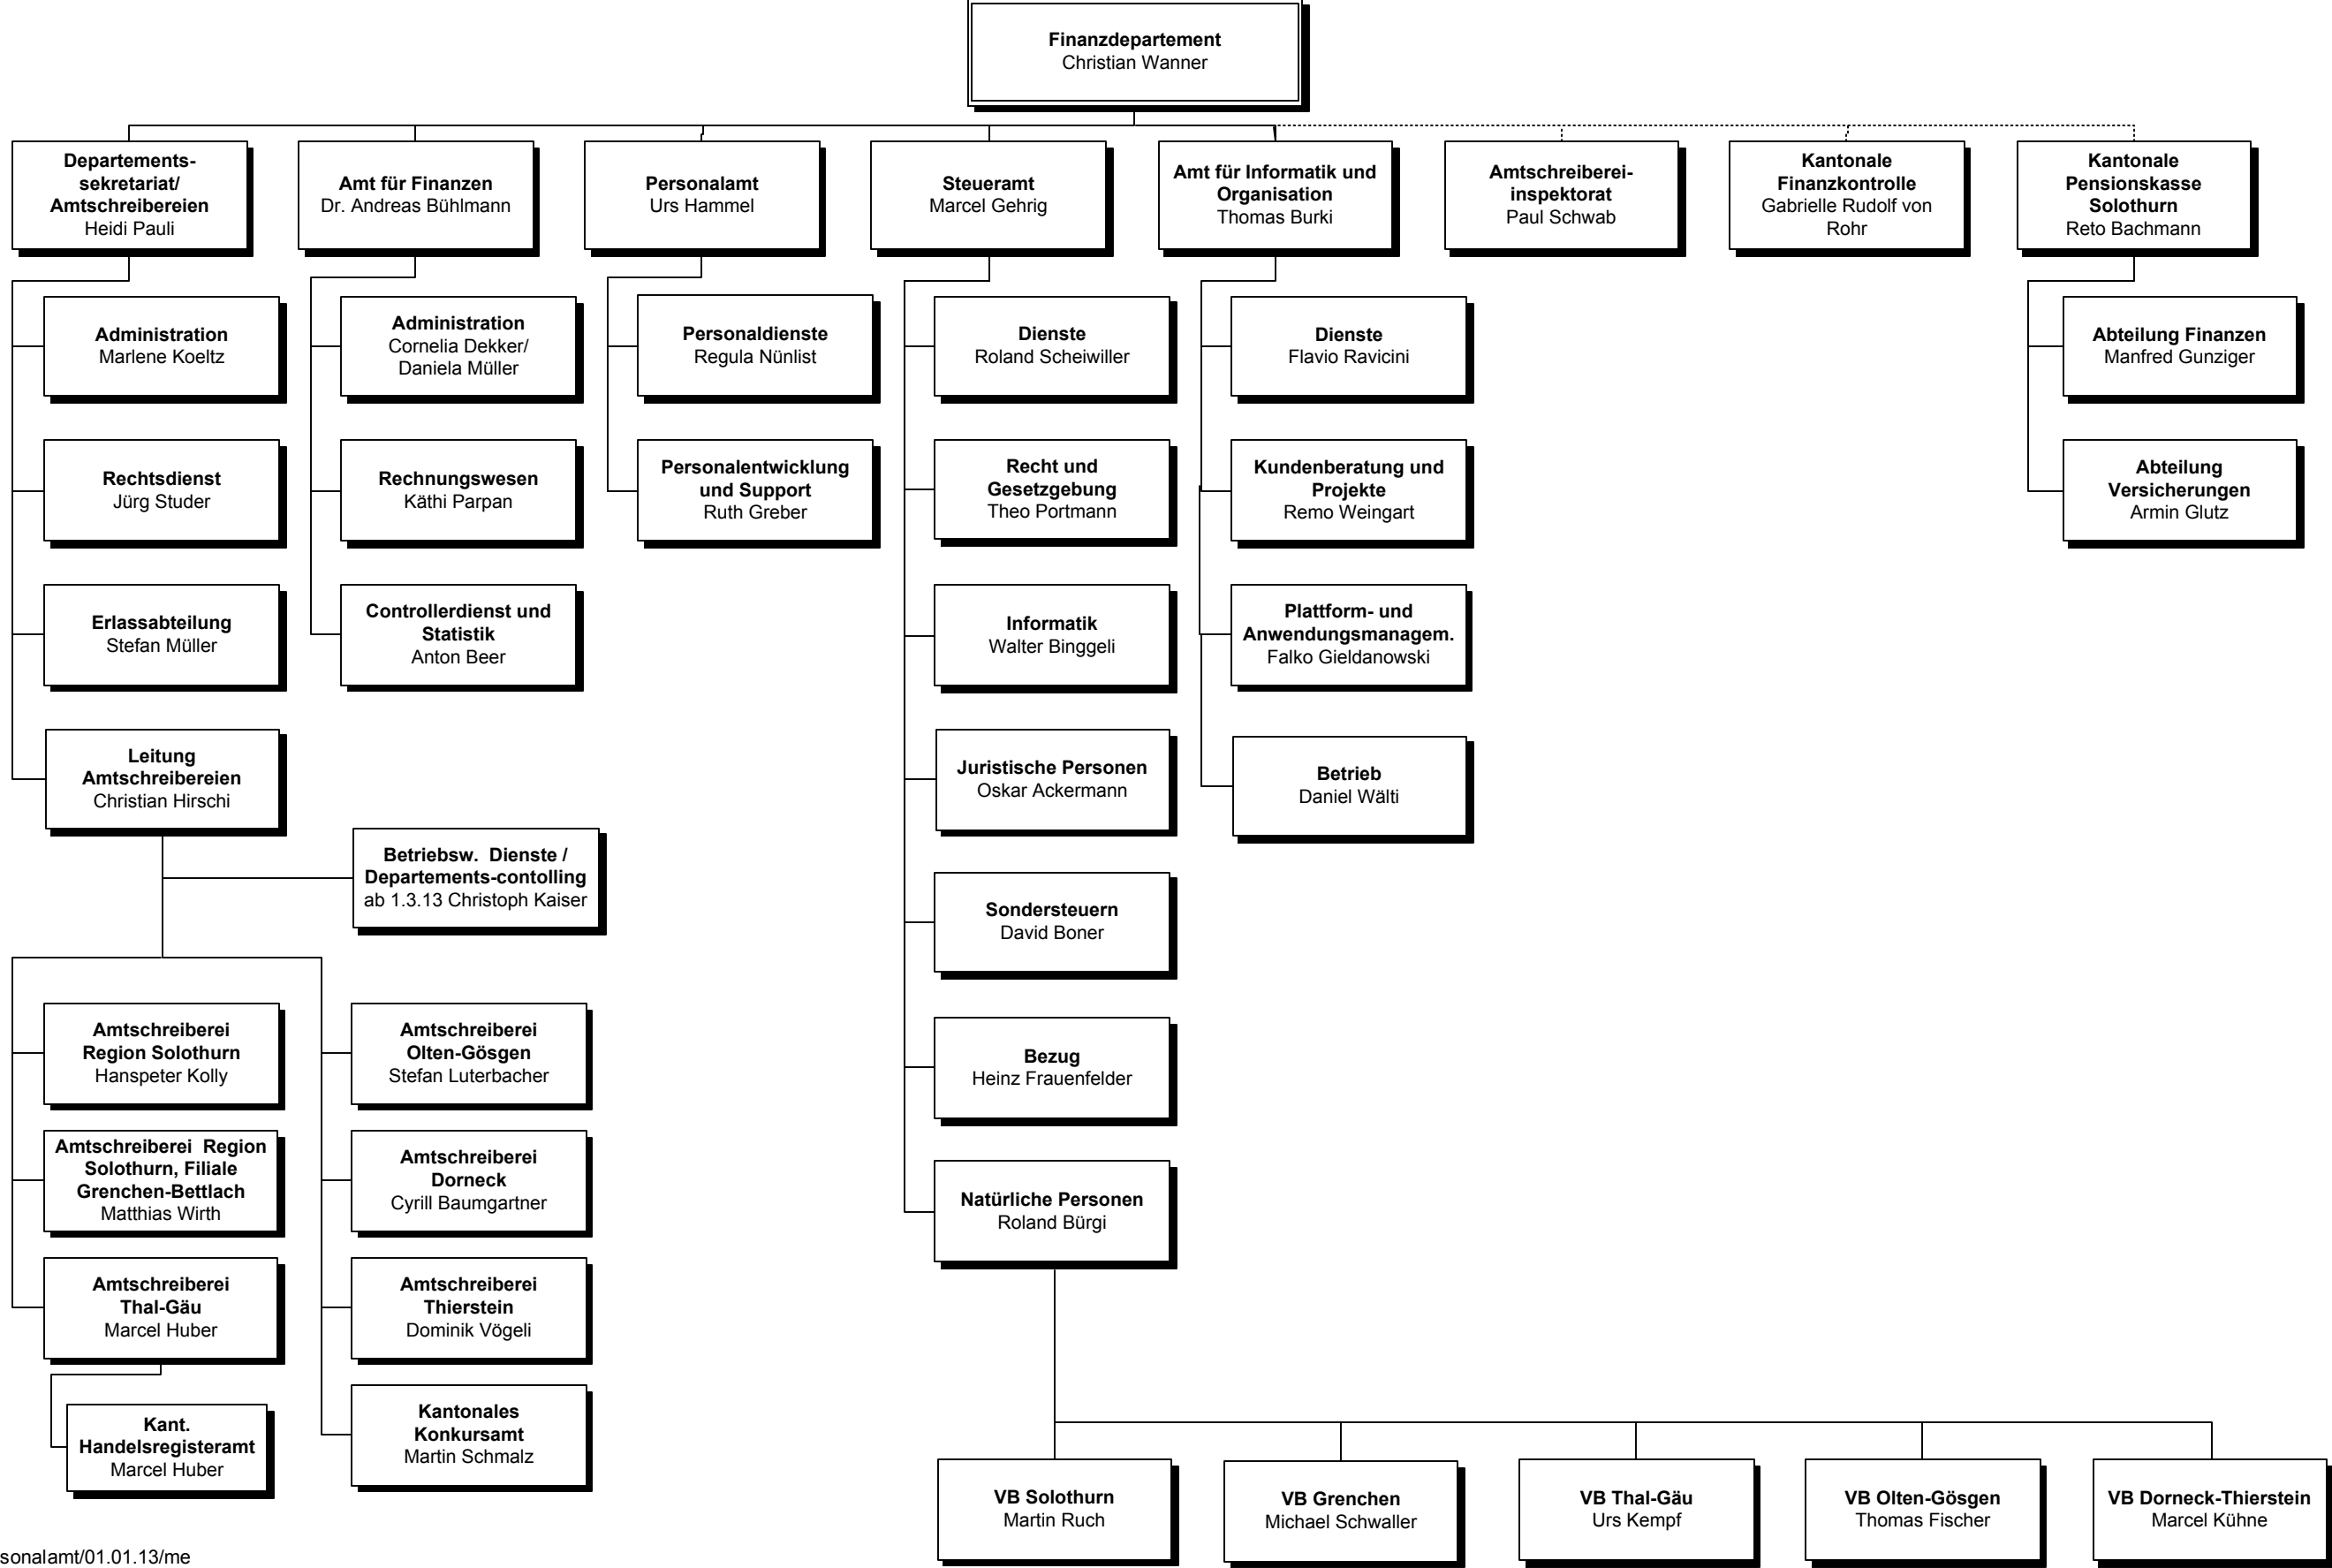 Finanzdepartement
Christian Wanner
Departements-
sekretariat/
Amtschreibereien
Heidi Pauli
Amt für Finanzen
Dr. Andreas Bühlmann
Personalamt
Urs Hammel
Steueramt
Marcel Gehrig
Amt für Informatik und
Organisation
Thomas Burki
Amtschreiberei-
inspektorat
Paul Schwab
Kantonale
Finanzkontrolle
Gabrielle Rudolf von
Rohr
Kantonale
Pensionskasse
Solothurn
Reto Bachmann
Administration
Marlene Koeltz
Administration
Cornelia Dekker/
Daniela Müller
Personaldienste
Regula Nünlist
Dienste
Roland Scheiwiller
Dienste
Flavio Ravicini
Abteilung Finanzen
Manfred Gunziger
Rechtsdienst
Jürg Studer
Rechnungswesen
Käthi Parpan
Personalentwicklung
und Support
Ruth Greber
Recht und
Gesetzgebung
Theo Portmann
Kundenberatung und
Projekte
Remo Weingart
Abteilung
Versicherungen
Armin Glutz
Erlassabteilung
Stefan Müller
Controllerdienst und
Statistik
Anton Beer
Informatik
Walter Binggeli
Plattform- und
Anwendungsmanagem.
Falko Gieldanowski
Leitung
Amtschreibereien
Christian Hirschi
Juristische Personen
Oskar Ackermann
Betrieb
Daniel Wälti
Betriebsw.  Dienste /
Departements-contolling
ab 1.3.13 Christoph Kaiser
Sondersteuern
David Boner
Amtschreiberei
Region Solothurn
Hanspeter Kolly
Amtschreiberei
Olten-Gösgen
Stefan Luterbacher
Bezug
Heinz Frauenfelder
Amtschreiberei  Region
Solothurn, Filiale
Grenchen-Bettlach
Matthias Wirth
Amtschreiberei
Dorneck
Cyrill Baumgartner
Natürliche Personen
Roland Bürgi
Amtschreiberei
Thal-Gäu
Marcel Huber
Amtschreiberei
Thierstein
Dominik Vögeli
Kant.
Handelsregisteramt
Marcel Huber
Kantonales
Konkursamt
Martin Schmalz
VB Solothurn
Martin Ruch
VB Grenchen
Michael Schwaller
VB Thal-Gäu
Urs Kempf
VB Olten-Gösgen
Thomas Fischer
VB Dorneck-Thierstein
Marcel Kühne
sonalamt/01.01.13/me